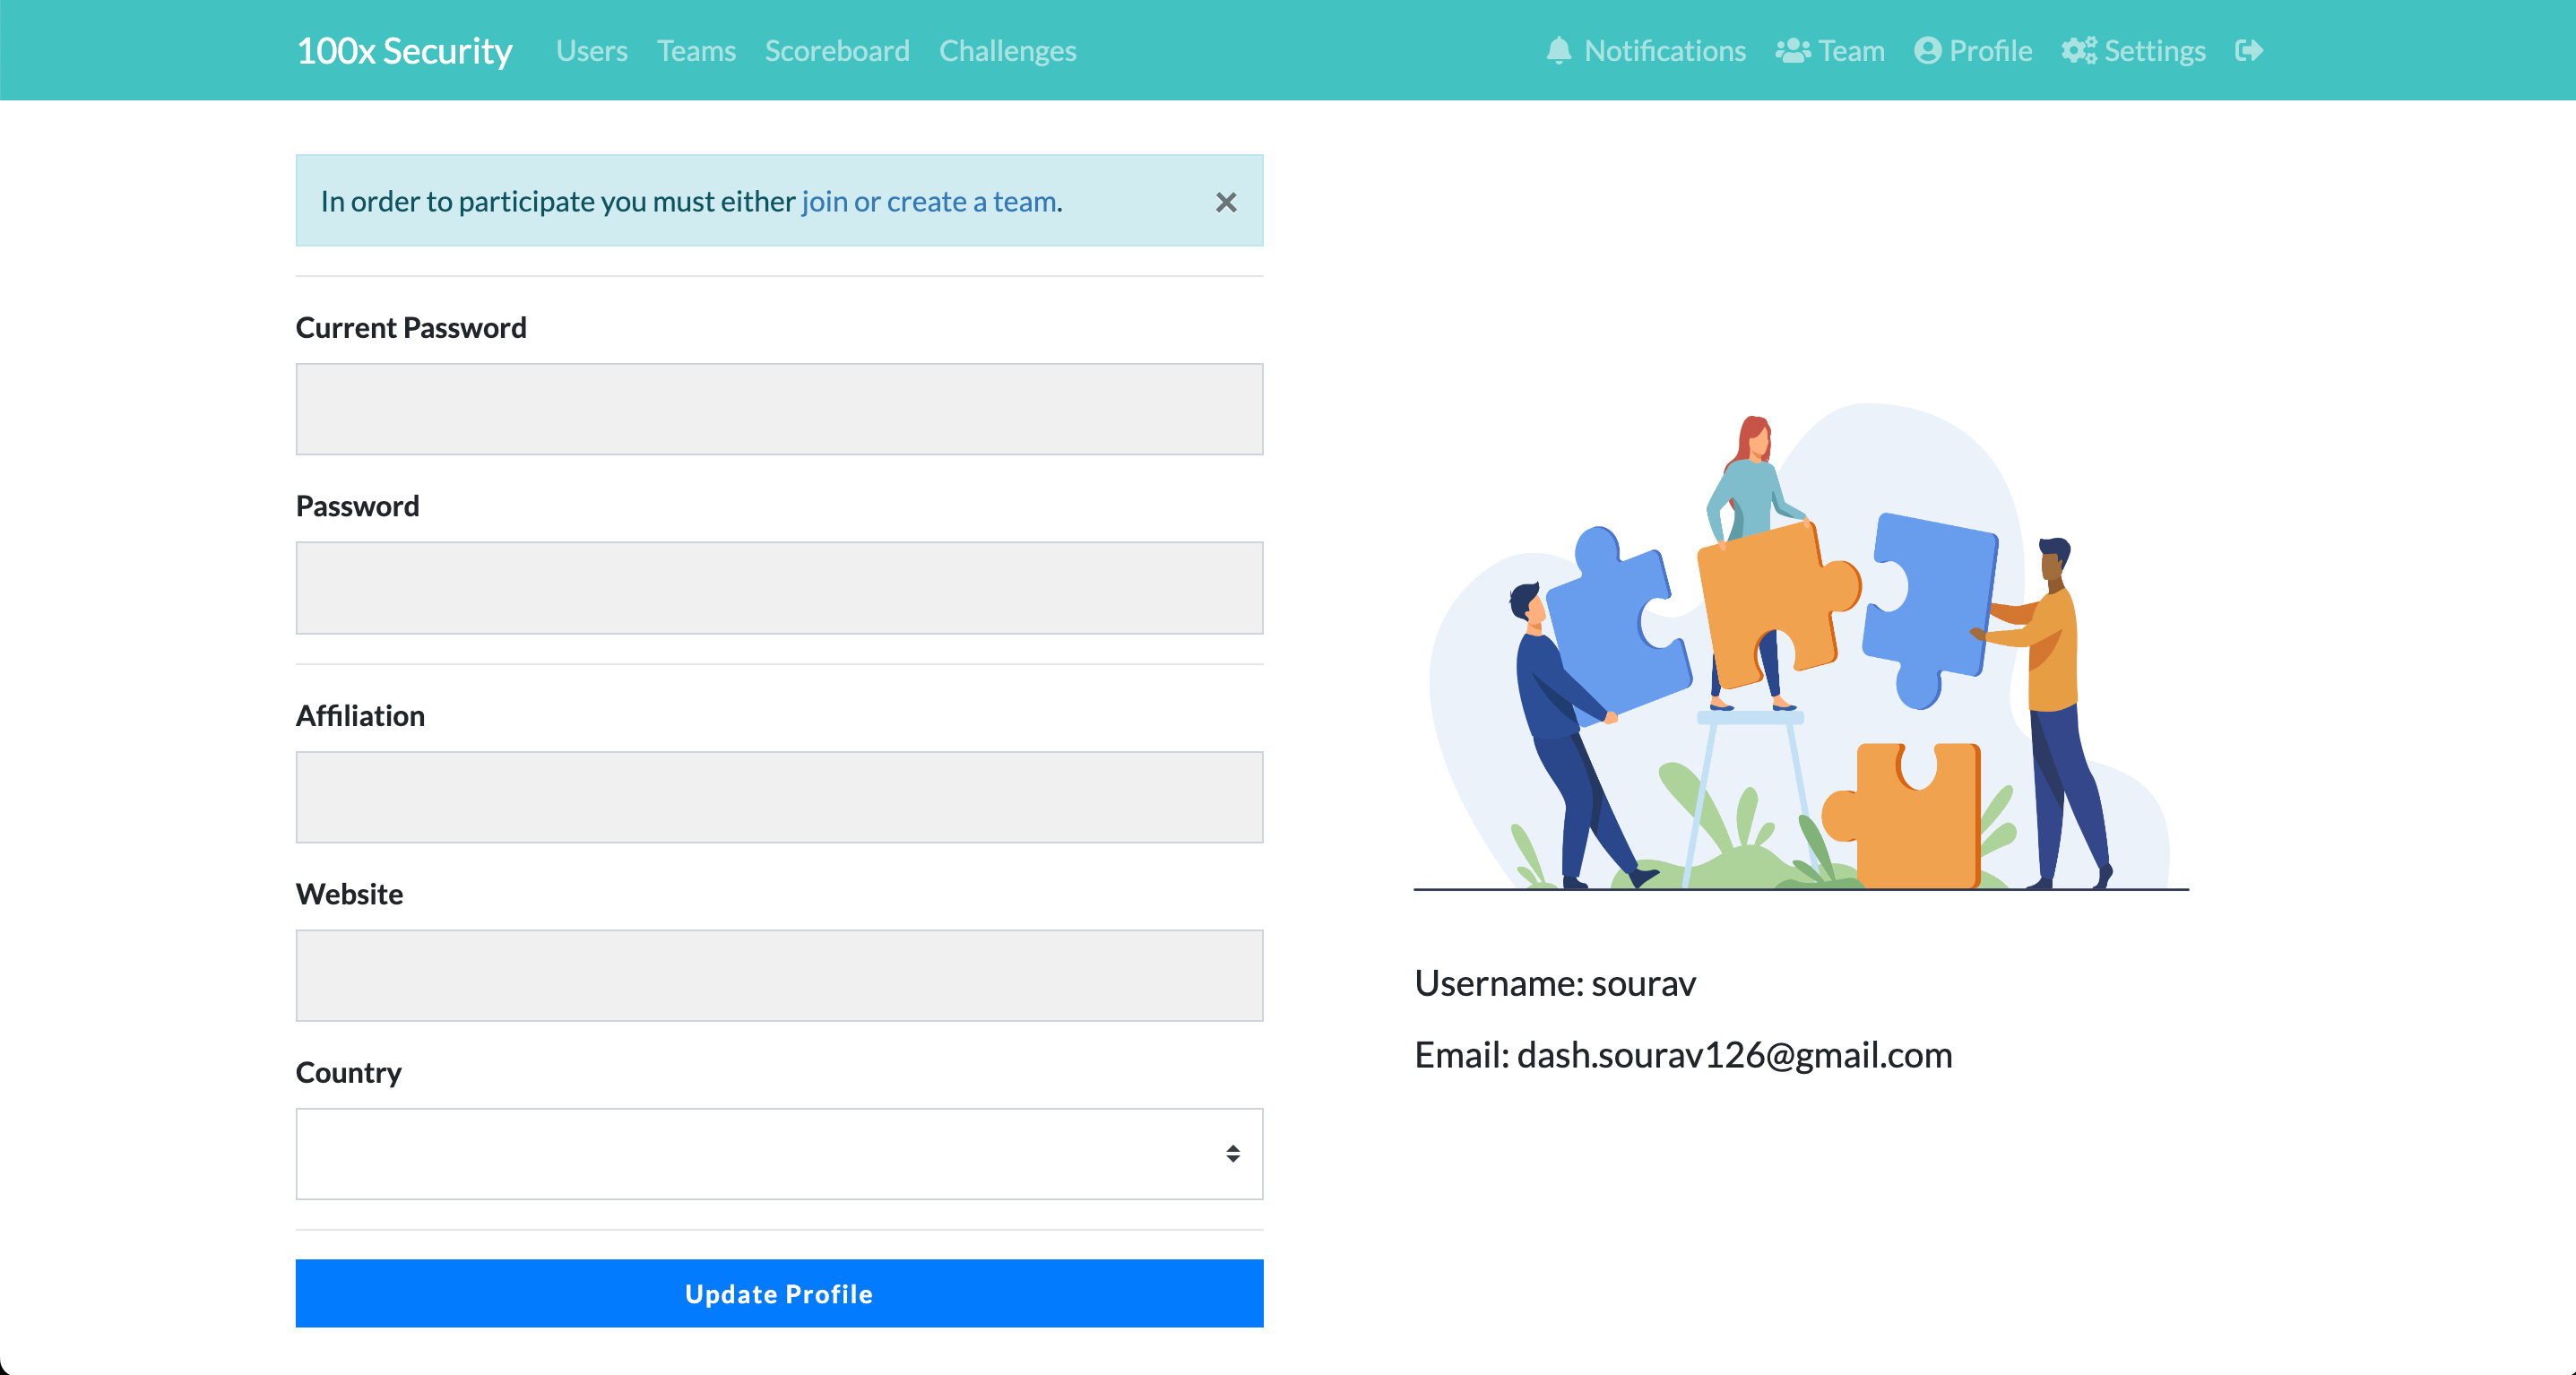 100x Security Users Teams Scoreboard Challenges Notifications Team Profile Settings
In order to participate you must either join or create a team. ×
Current Password
Password
Affiliation
Website
Country
Update Profile
Username: sourav
Email: dash.sourav126@gmail.com